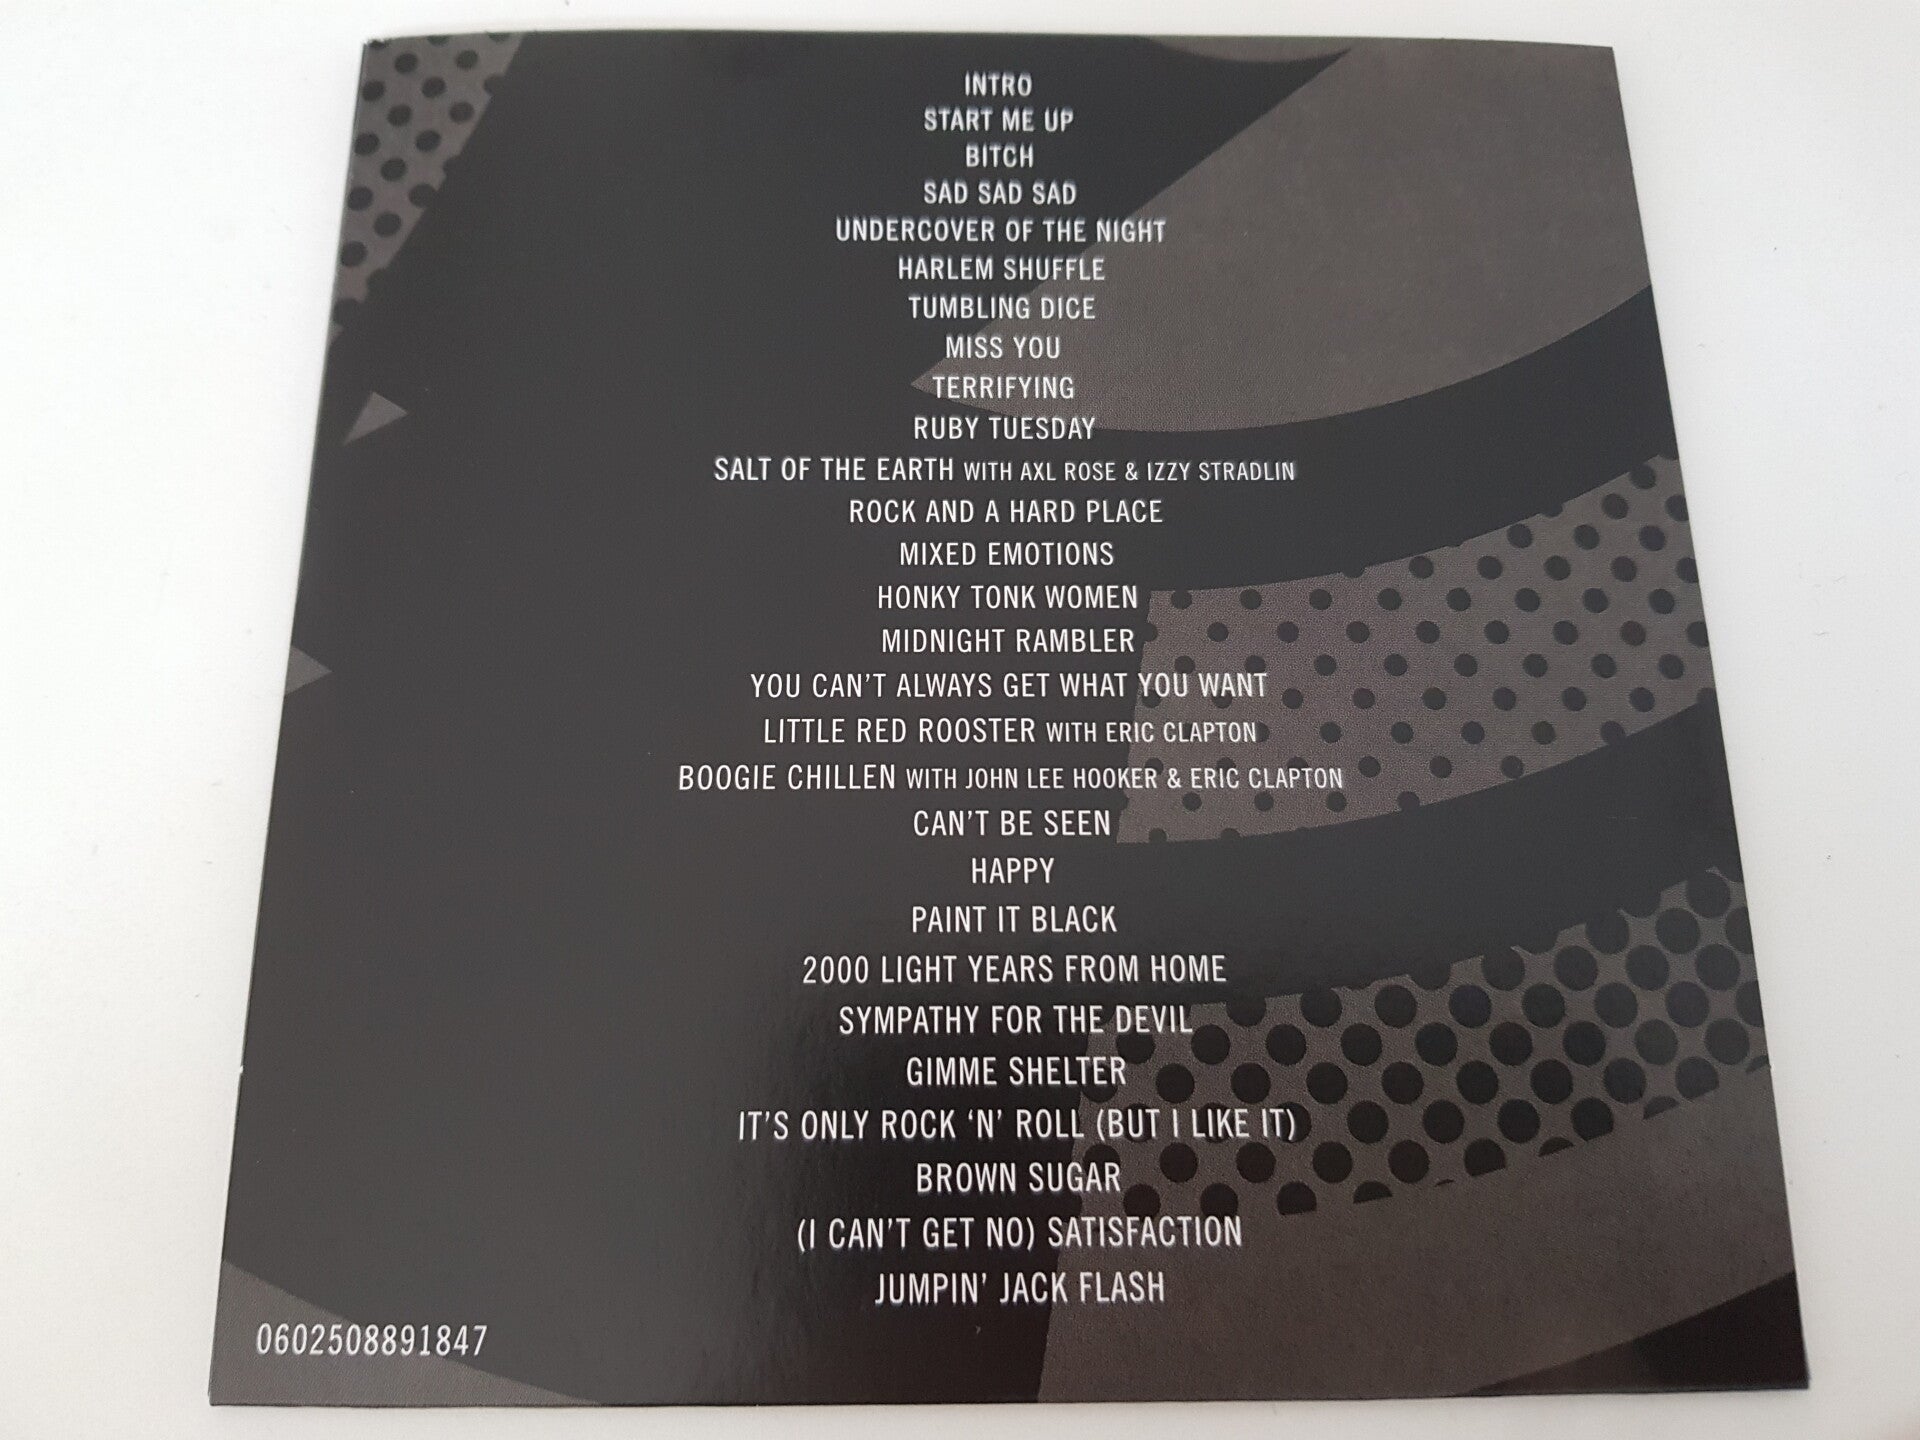 INTRO
START ME UP
BITCH
SAD SAD SAD
UNDERCOVER OF THE NIGHT
HARLEM SHUFFLE
TUMBLING DICE
MISS YOU
TERRIFYING
RUBY TUESDAY
SALT OF THE EARTH WITH AXL ROSE & IZZY STRADLIN
ROCK AND A HARD PLACE
MIXED EMOTIONS
HONKY TONK WOMEN
MIDNIGHT RAMBLER
YOU CAN'T ALWAYS GET WHAT YOU WANT
LITTLE RED ROOSTER WITH ERIC CLAPTON
BOOGIE CHILLEN WITH JOHN LEE HOOKER & ERIC CLAPTON
CAN'T BE SEEN
HAPPY
PAINT IT BLACK
2000 LIGHT YEARS FROM HOME
SYMPATHY FOR THE DEVIL
GIMME SHELTER
IT'S ONLY ROCK ‘N’ ROLL (BUT I LIKE IT)
BROWN SUGAR
(I CAN'T GET NO) SATISFACTION
JUMPIN' JACK FLASH
0602508891847